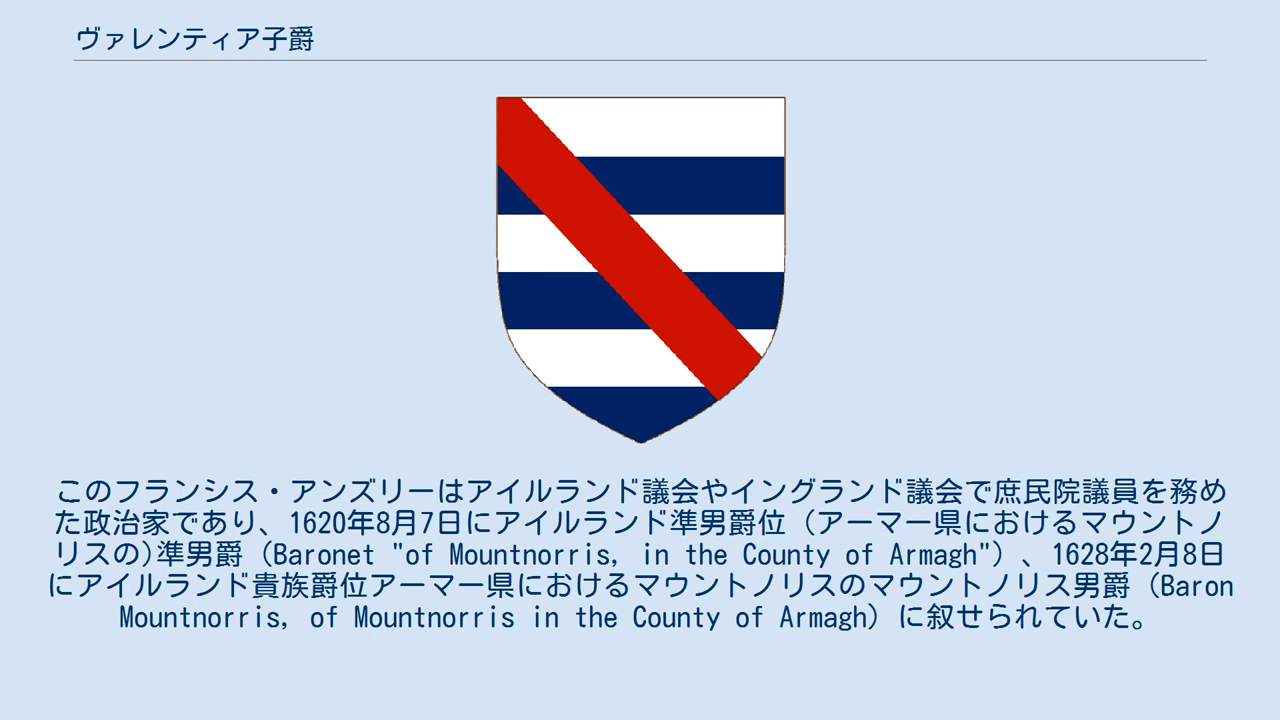 ヴァレンティア子爵
このフランシス・アンズリーはアイルランド議会やイングランド議会で庶民院議員を務め
た政治家であり、1620年8月7日にアイルランド準男爵位（アーマー県におけるマウントノ
リスの)準男爵（Baronet "of Mountnorris, in the County of Armagh"）、1628年2月8日
にアイルランド貴族爵位アーマー県におけるマウントノリスのマウントノリス男爵（Baron
Mountnorris, of Mountnorris in the County of Armagh）に叙せられていた。